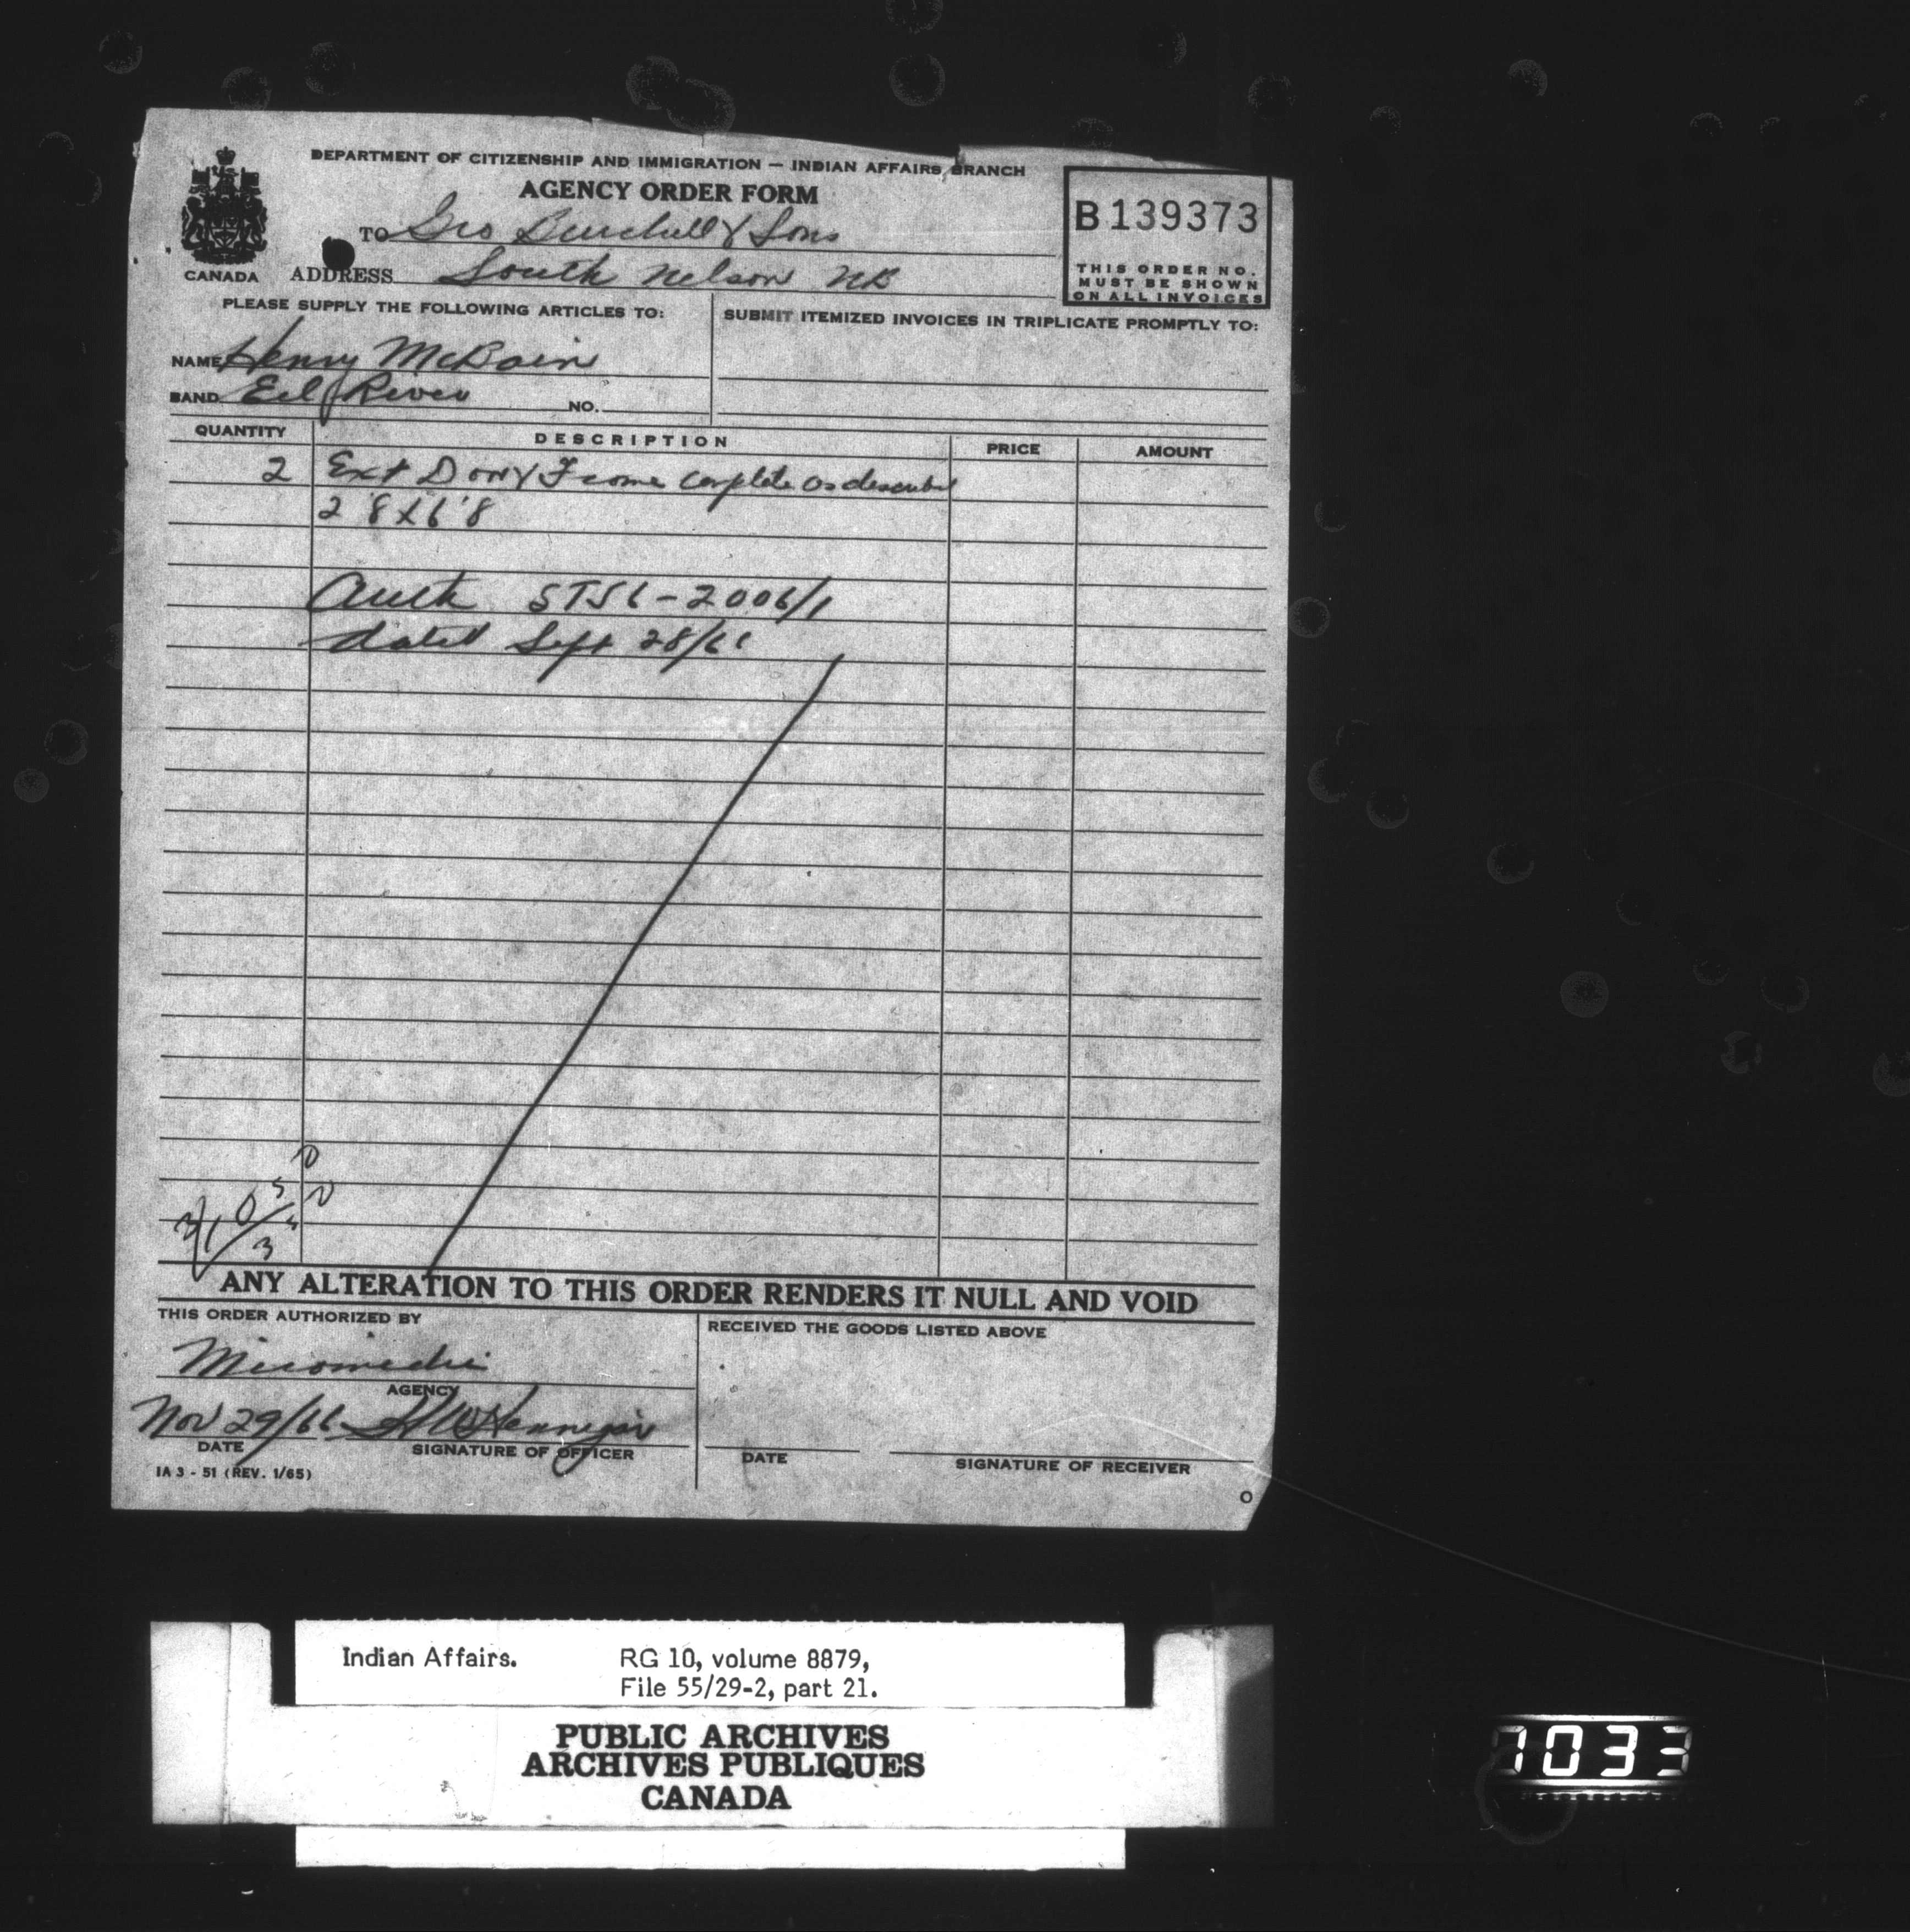 DEPARTMENT OF CITIZENSHIP AND IMMIGRATION — INDIAN AFFAIRS BRANCH
AGENCY ORDER FORM
CANADA
B 139373
THIS ORDER NO.
MUST BE SHOWN
ON ALL INVOICES
TO Geo Burchill & Sons
ADDRESS South Nelson NB
PLEASE SUPPLY THE FOLLOWING ARTICLES TO:
SUBMIT ITEMIZED INVOICES IN TRIPLICATE PROMPTLY TO:
NAME Henry McBain
BAND Eel River NO.
QUANTITY DESCRIPTION PRICE AMOUNT
2 Ext Door & Frame complete as described
2'8 x 6'8
Auth STS6-2006/1
dated Sept 28/66
ANY ALTERATION TO THIS ORDER RENDERS IT NULL AND VOID
THIS ORDER AUTHORIZED BY
RECEIVED THE GOODS LISTED ABOVE
Miramichi
AGENCY
Nov 29/66
DATE SIGNATURE OF OFFICER
DATE SIGNATURE OF RECEIVER
IA 3 - 51 (REV. 1/65)
Indian Affairs. RG 10, volume 8879,
File 55/29-2, part 21.
PUBLIC ARCHIVES
ARCHIVES PUBLIQUES
CANADA
1033